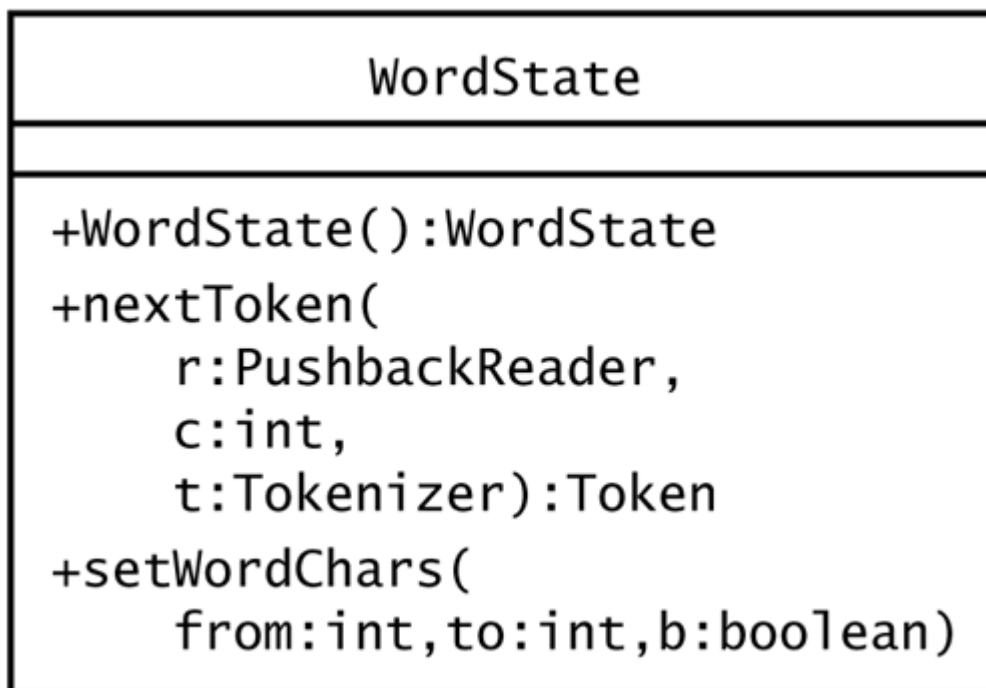 WordState
+WordState():WordState
+nextToken(
r:PushbackReader,
c:int,
t:Tokenizer):Token
+setWordChars(
from:int,to:int,b:boolean)